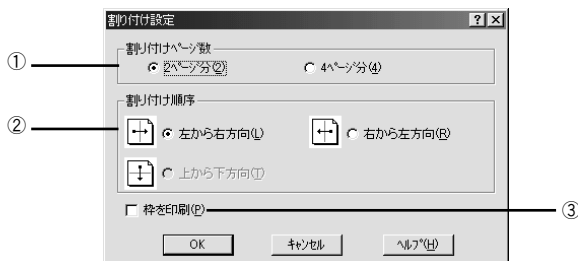 割り付け設定
? ×
割り付けページ数
① 2ページ分(2) 4ページ分(4)
割り付け順序
② 左から右方向(L) 右から左方向(R)
上から下方向(T)
枠を印刷(P) ③
OK キャンセル ヘルプ(H)